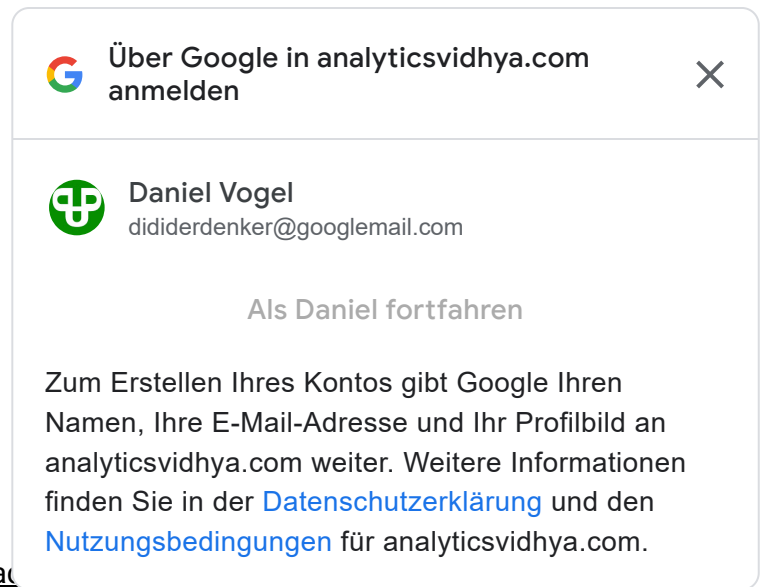 Über Google in analyticsvidhya.com
anmelden
Daniel Vogel
dididerdenker@googlemail.com
Als Daniel fortfahren
Zum Erstellen Ihres Kontos gibt Google Ihren
Namen, Ihre E-Mail-Adresse und Ihr Profilbild an
analyticsvidhya.com weiter. Weitere Informationen
finden Sie in der Datenschutzerklärung und den
Nutzungsbedingungen für analyticsvidhya.com.